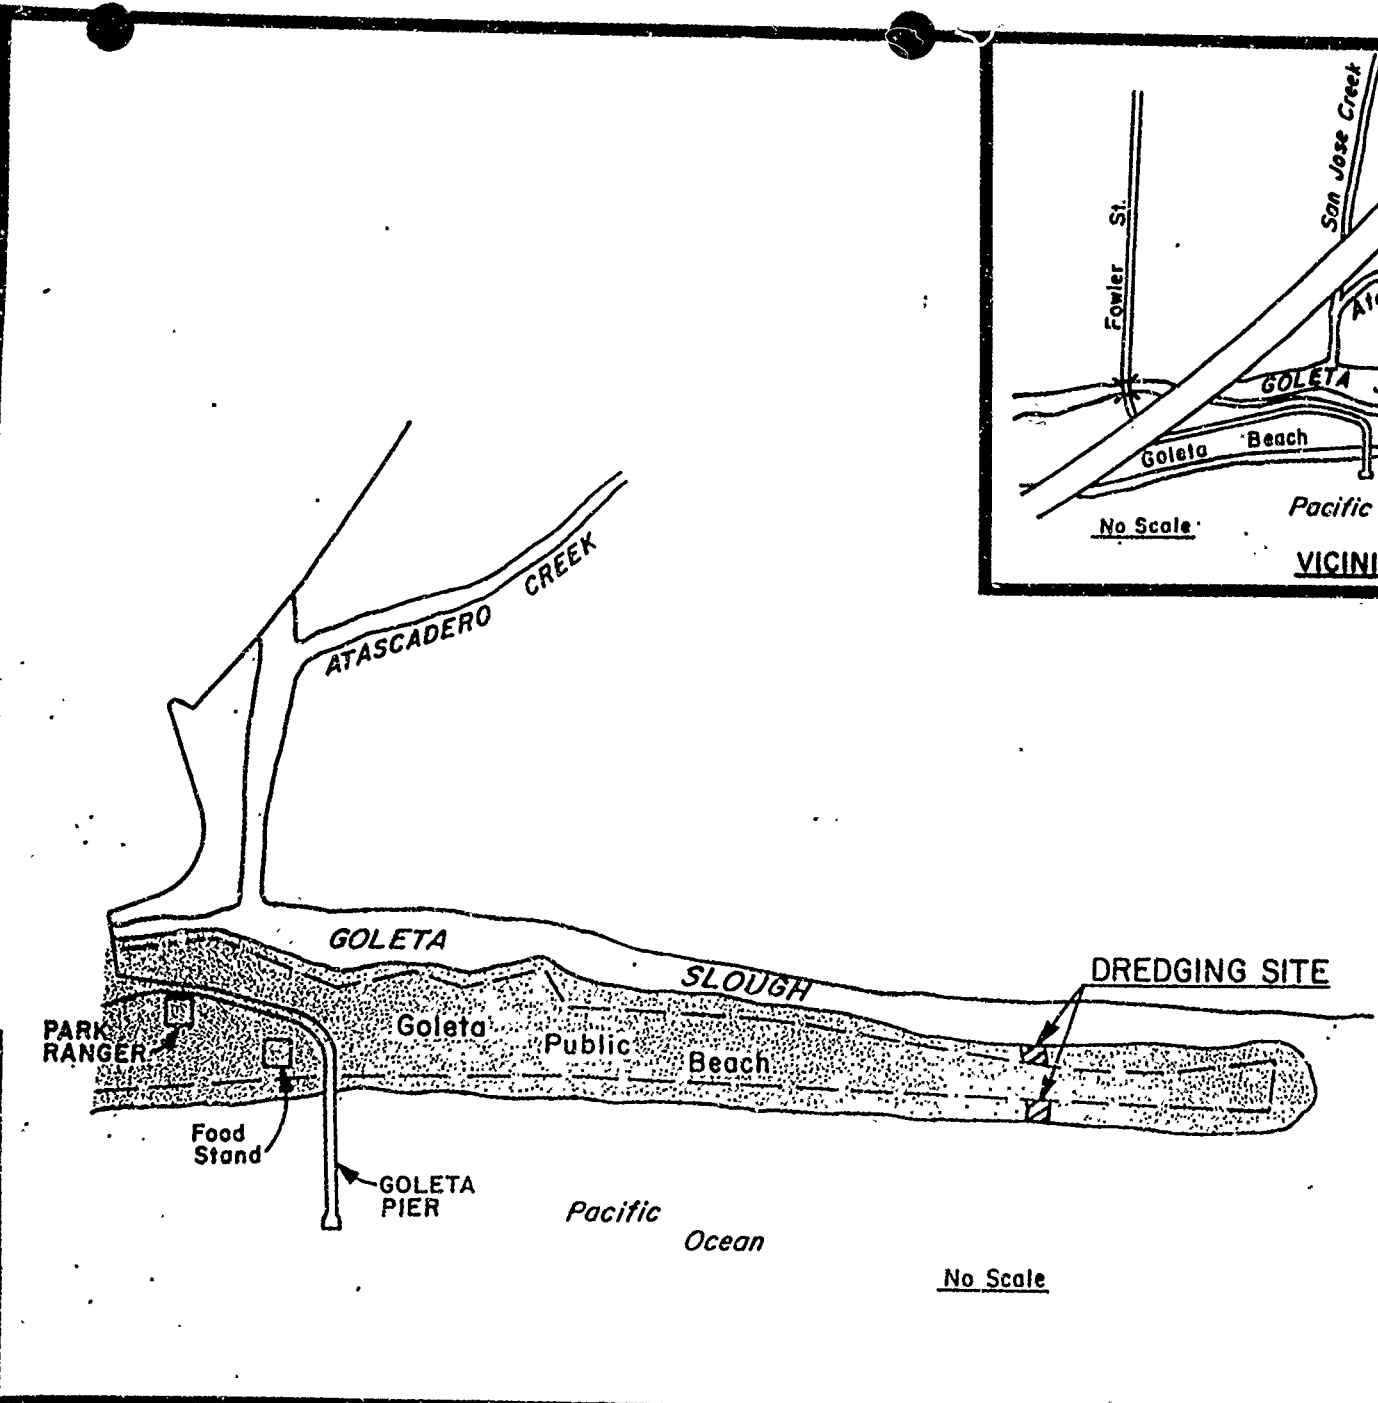 San Jose Creek
Fowler St.
GOLETA
Goleta Beach
Pacific
No Scale
ATASCADERO CREEK
GOLETA SLOUGH
DREDGING SITE
Goleta Public Beach
PARK
RANGER
Food
Stand
GOLETA
PIER
Pacific
Ocean
No Scale